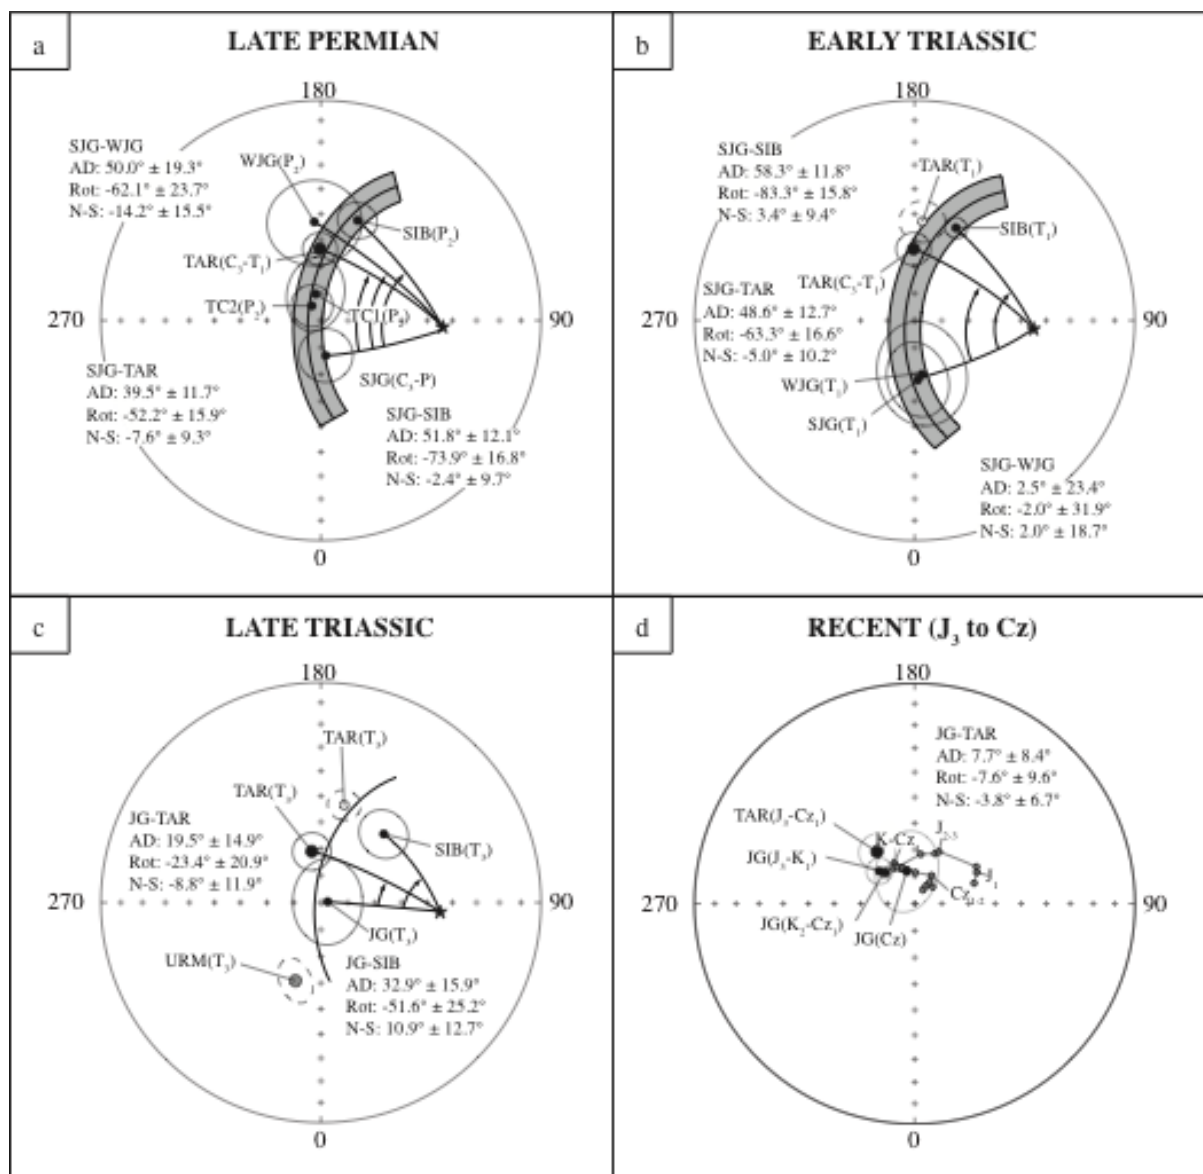 a
LATE PERMIAN
180
SJG-WJG
AD: 50.0° ± 19.3°
Rot: -62.1° ± 23.7°
N-S: -14.2° ± 15.5°
WJG(P₂)
SIB(P₂)
TAR(C₃-T₁)
TC2(P₂)
TC1(P₂)
270
90
SJG-TAR
AD: 39.5° ± 11.7°
Rot: -52.2° ± 15.9°
N-S: -7.6° ± 9.3°
SJG(C₃-P)
SJG-SIB
AD: 51.8° ± 12.1°
Rot: -73.9° ± 16.8°
N-S: -2.4° ± 9.7°
0
b
EARLY TRIASSIC
180
SJG-SIB
AD: 58.3° ± 11.8°
Rot: -83.3° ± 15.8°
N-S: 3.4° ± 9.4°
TAR(T₁)
SIB(T₁)
TAR(C₃-T₁)
SJG-TAR
AD: 48.6° ± 12.7°
Rot: -63.3° ± 16.6°
N-S: -5.0° ± 10.2°
270
90
WJG(T₁)
SJG(T₁)
SJG-WJG
AD: 2.5° ± 23.4°
Rot: -2.0° ± 31.9°
N-S: 2.0° ± 18.7°
0
c
LATE TRIASSIC
180
TAR(T₃)
TAR(T₃)
JG-TAR
AD: 19.5° ± 14.9°
Rot: -23.4° ± 20.9°
N-S: -8.8° ± 11.9°
SIB(T₃)
270
90
JG(T₃)
URM(T₃)
JG-SIB
AD: 32.9° ± 15.9°
Rot: -51.6° ± 25.2°
N-S: 10.9° ± 12.7°
0
d
RECENT (J₃ to Cz)
180
JG-TAR
AD: 7.7° ± 8.4°
Rot: -7.6° ± 9.6°
N-S: -3.8° ± 6.7°
TAR(J₃-Cz₁)
K-Cz
J₂₋₃
JG(J₃-K₁)
J₁
270
90
JG(K₂-Cz₁)
JG(Cz)
0